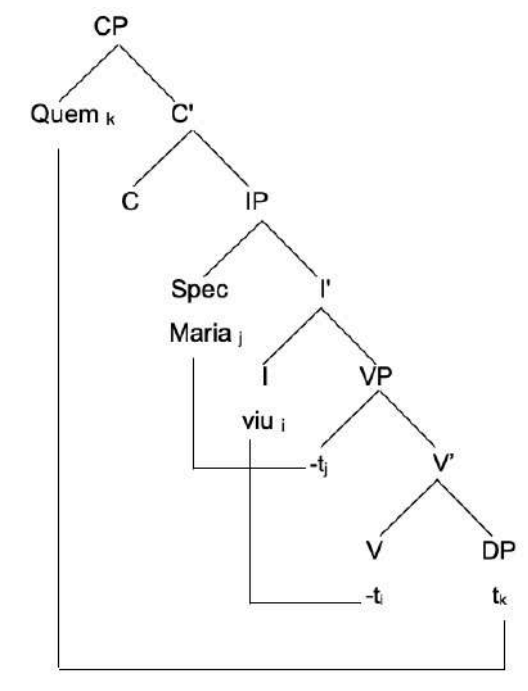 CP
Quem k C'
C IP
Spec I'
Maria j
I VP
viu i
-tj V'
V DP
-ti tk